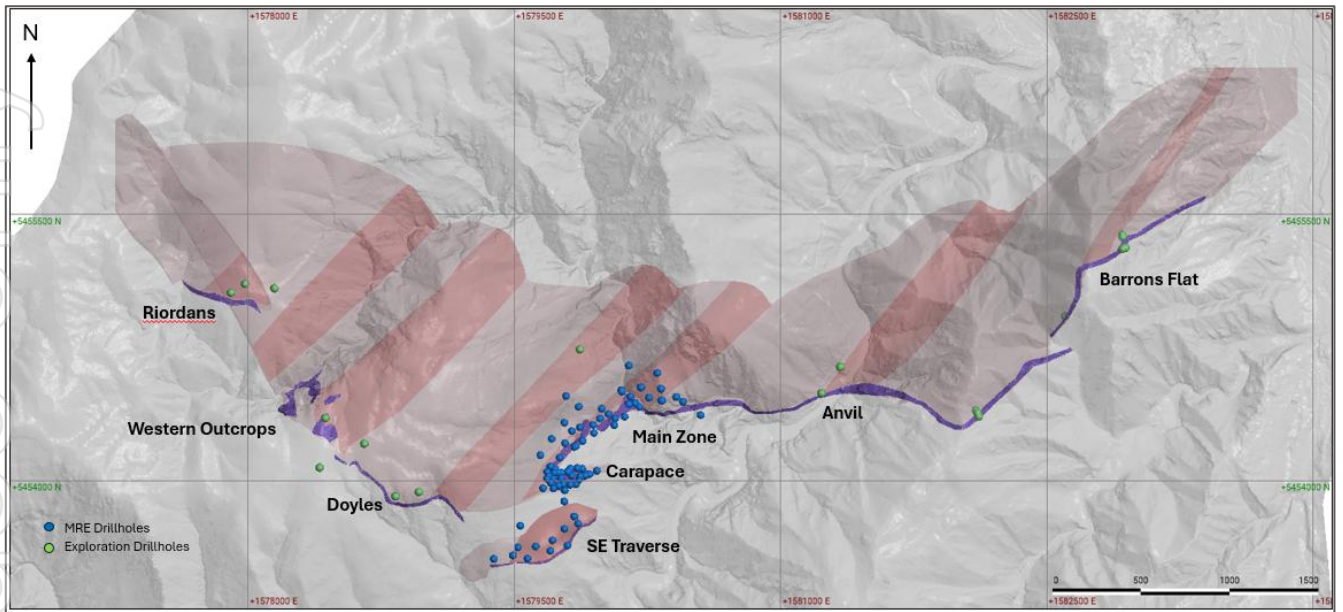 +1578000 E
+1579500 E
+1581000 E
+1582500 E
N
+5455500 N
+5455500 N
Barrons Flat
Riordans
Anvil
Western Outcrops
Main Zone
Carapace
+5454000 N
+5454000 N
Doyles
MRE Drillholes
Exploration Drillholes
SE Traverse
0 500 1000 1500
+1578000 E
+1579500 E
+1581000 E
+1582500 E